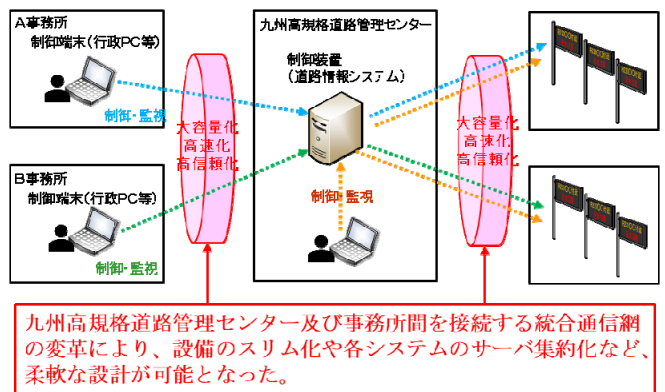 A事務所
制御端末(行政PC等)
制御・監視
B事務所
制御端末(行政PC等)
制御・監視
大容量化
高速化
高信頼化
九州高規格道路管理センター
制御装置
(道路情報システム)
制御・監視
大容量化
高速化
高信頼化
九州高規格道路管理センター及び事務所間を接続する統合通信網
の変革により、設備のスリム化や各システムのサーバ集約化など、
柔軟な設計が可能となった。